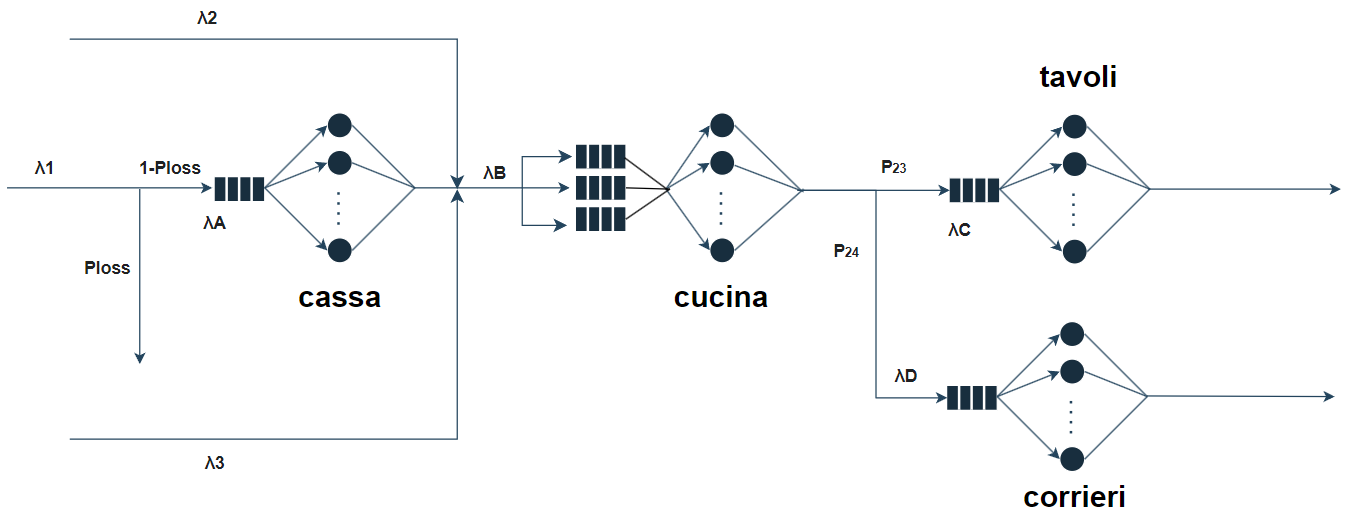 λ2
tavoli
λ1
1-Ploss
λB
P23
λA
λC
Ploss
P24
cassa
cucina
λD
λ3
corrieri